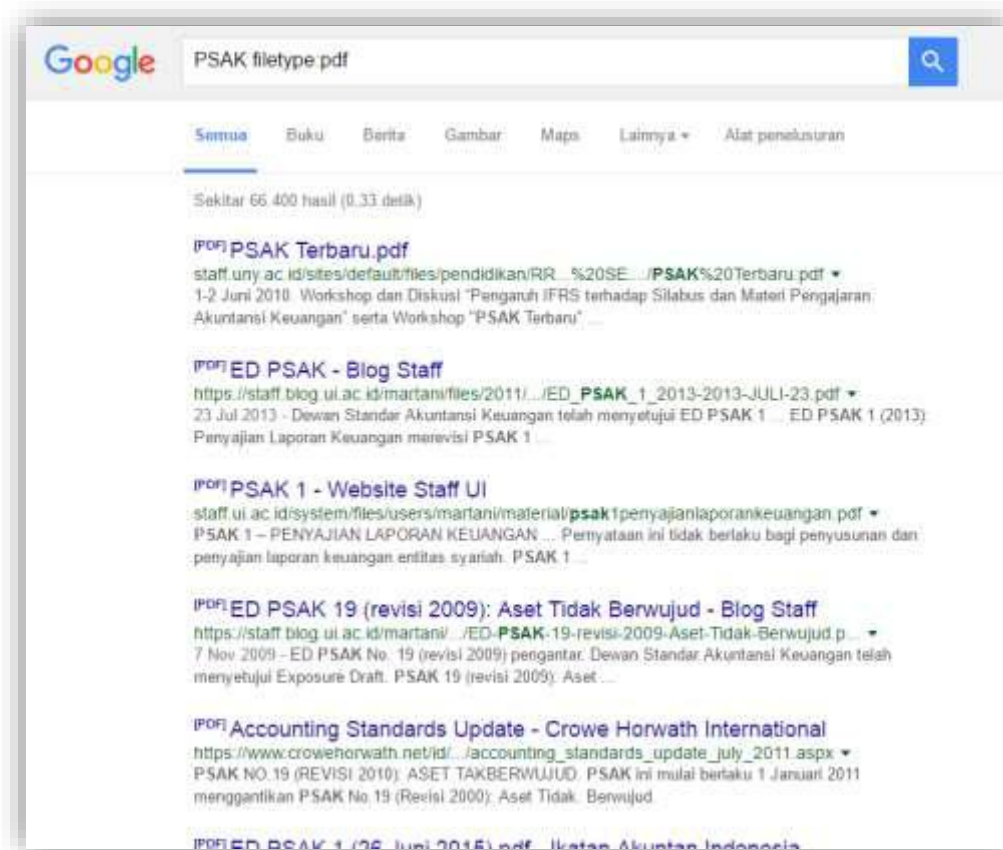 Google
PSAK filetype:pdf
Semua Buku Berita Gambar Maps Lainnya Alat penelusuran
Sekitar 66.400 hasil (0,33 detik)
[PDF] PSAK Terbaru.pdf
staff.uny.ac.id/sites/default/files/pendidikan/RR...%20SE.../PSAK%20Terbaru.pdf
1-2 Juni 2010. Workshop dan Diskusi "Pengaruh IFRS terhadap Silabus dan Materi Pengajaran
Akuntansi Keuangan" serta Workshop "PSAK Terbaru" ...
[PDF] ED PSAK - Blog Staff
https://staff.blog.ui.ac.id/martani/files/2011/.../ED_PSAK_1_2013-2013-JULI-23.pdf
23 Jul 2013 - Dewan Standar Akuntansi Keuangan telah menyetujui ED PSAK 1 ... ED PSAK 1 (2013):
Penyajian Laporan Keuangan merevisi PSAK 1 ...
[PDF] PSAK 1 - Website Staff UI
staff.ui.ac.id/system/files/users/martani/material/psak1penyajianlaporankeuangan.pdf
PSAK 1 – PENYAJIAN LAPORAN KEUANGAN ... Pernyataan ini tidak berlaku bagi penyusunan dan
penyajian laporan keuangan entitas syariah. PSAK 1 ...
[PDF] ED PSAK 19 (revisi 2009): Aset Tidak Berwujud - Blog Staff
https://staff.blog.ui.ac.id/martani/.../ED-PSAK-19-revisi-2009-Aset-Tidak-Berwujud.p...
7 Nov 2009 - ED PSAK No. 19 (revisi 2009) pengantar. Dewan Standar Akuntansi Keuangan telah
menyetujui Exposure Draft. PSAK 19 (revisi 2009): Aset ...
[PDF] Accounting Standards Update - Crowe Horwath International
https://www.crowehorwath.net/id/.../accounting_standards_update_july_2011.aspx
PSAK NO.19 (REVISI 2010): ASET TAKBERWUJUD. PSAK ini mulai berlaku 1 Januari 2011
menggantikan PSAK No.19 (Revisi 2000): Aset Tidak. Berwujud.
[PDF] ED PSAK 1 (26 Juni 2015).pdf - Ikatan Akuntan Indonesia